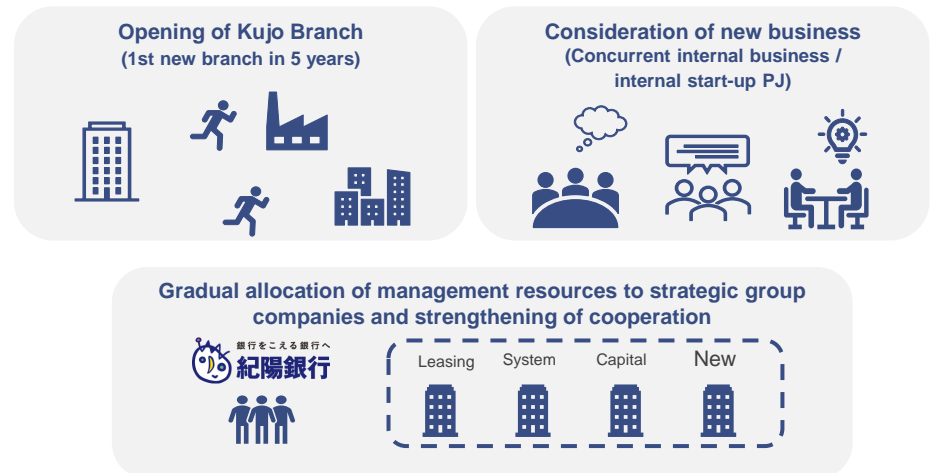 Opening of Kujo Branch
(1st new branch in 5 years)
Consideration of new business
(Concurrent internal business /
internal start-up PJ)
Gradual allocation of management resources to strategic group
companies and strengthening of cooperation
銀行をこえる銀行へ
紀陽銀行
Leasing System Capital New